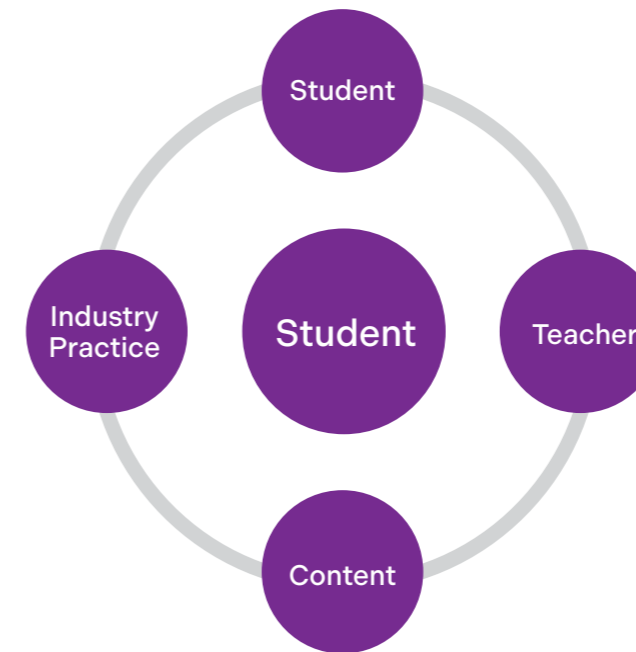 Student
Industry
Practice
Student
Teacher
Content